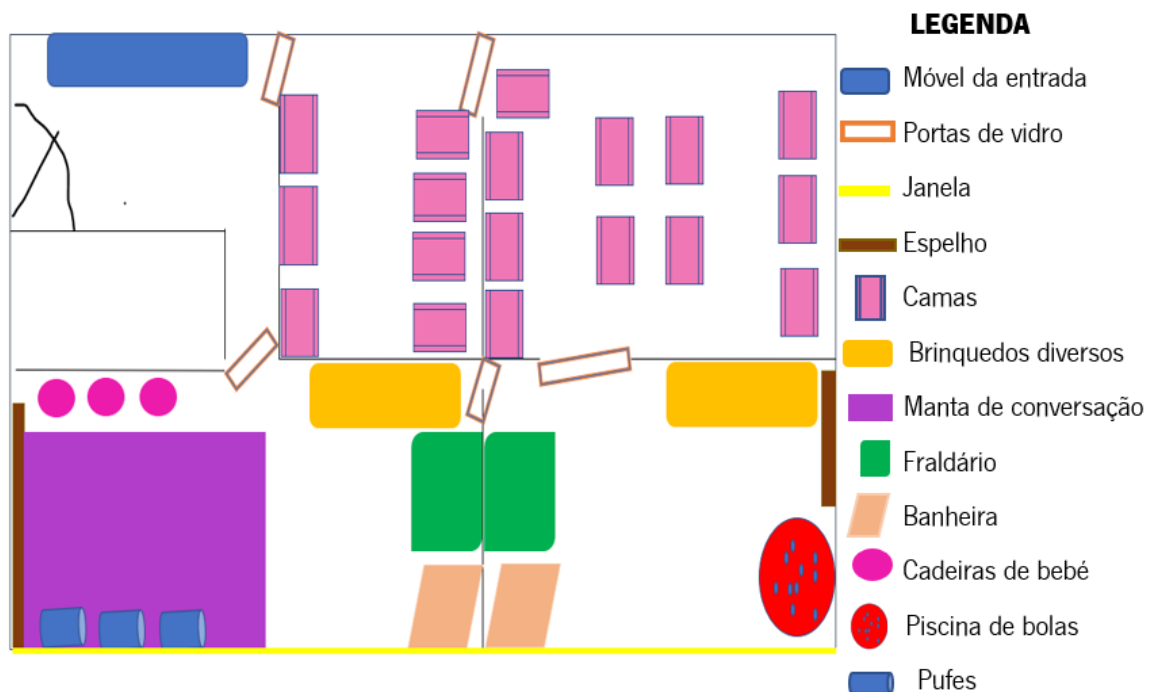 LEGENDA
Móvel da entrada
Portas de vidro
Janela
Espelho
Camas
Brinquedos diversos
Manta de conversação
Fraldário
Banheira
Cadeiras de bebé
Piscina de bolas
Pufes